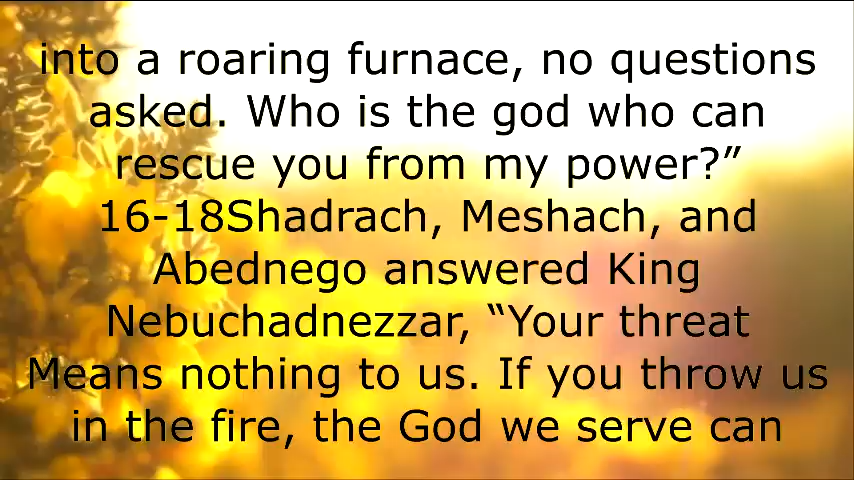 into a roaring furnace, no questions
asked. Who is the god who can
rescue you from my power?”
16-18Shadrach, Meshach, and
Abednego answered King
Nebuchadnezzar, “Your threat
Means nothing to us. If you throw us
in the fire, the God we serve can